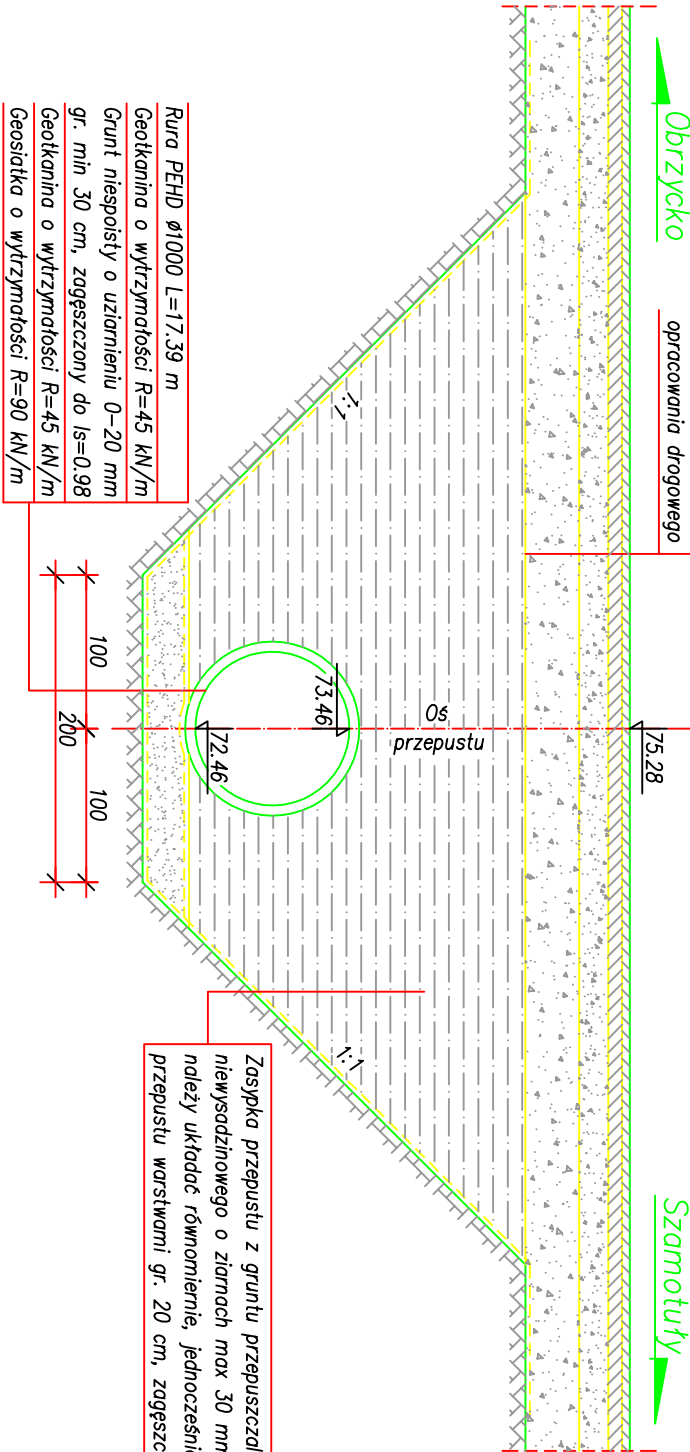 Obrzycko
Szamotuły
opracowania drogowego
75.28
Oś
przepustu
73.46
72.46
1:1
1:1
100
100
200
Rura PEHD ø1000 L=17.39 m
Geotkanina o wytrzymałości R=45 kN/m
Grunt niespoisty o uziarnieniu 0-20 mm
gr. min 30 cm, zagęszczony do Is=0.98
Geotkanina o wytrzymałości R=45 kN/m
Geosiatka o wytrzymałości R=90 kN/m
Zasypka przepustu z gruntu przepuszczal
niewysadzinowego o ziarnach max 30 mm
należy układać równomiernie, jednocześni
przepustu warstwami gr. 20 cm, zagęszc